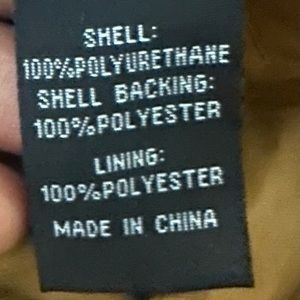 SHELL:
100%POLYURETHANE
SHELL BACKING:
100%POLYESTER
LINING:
100%POLYESTER
MADE IN CHINA